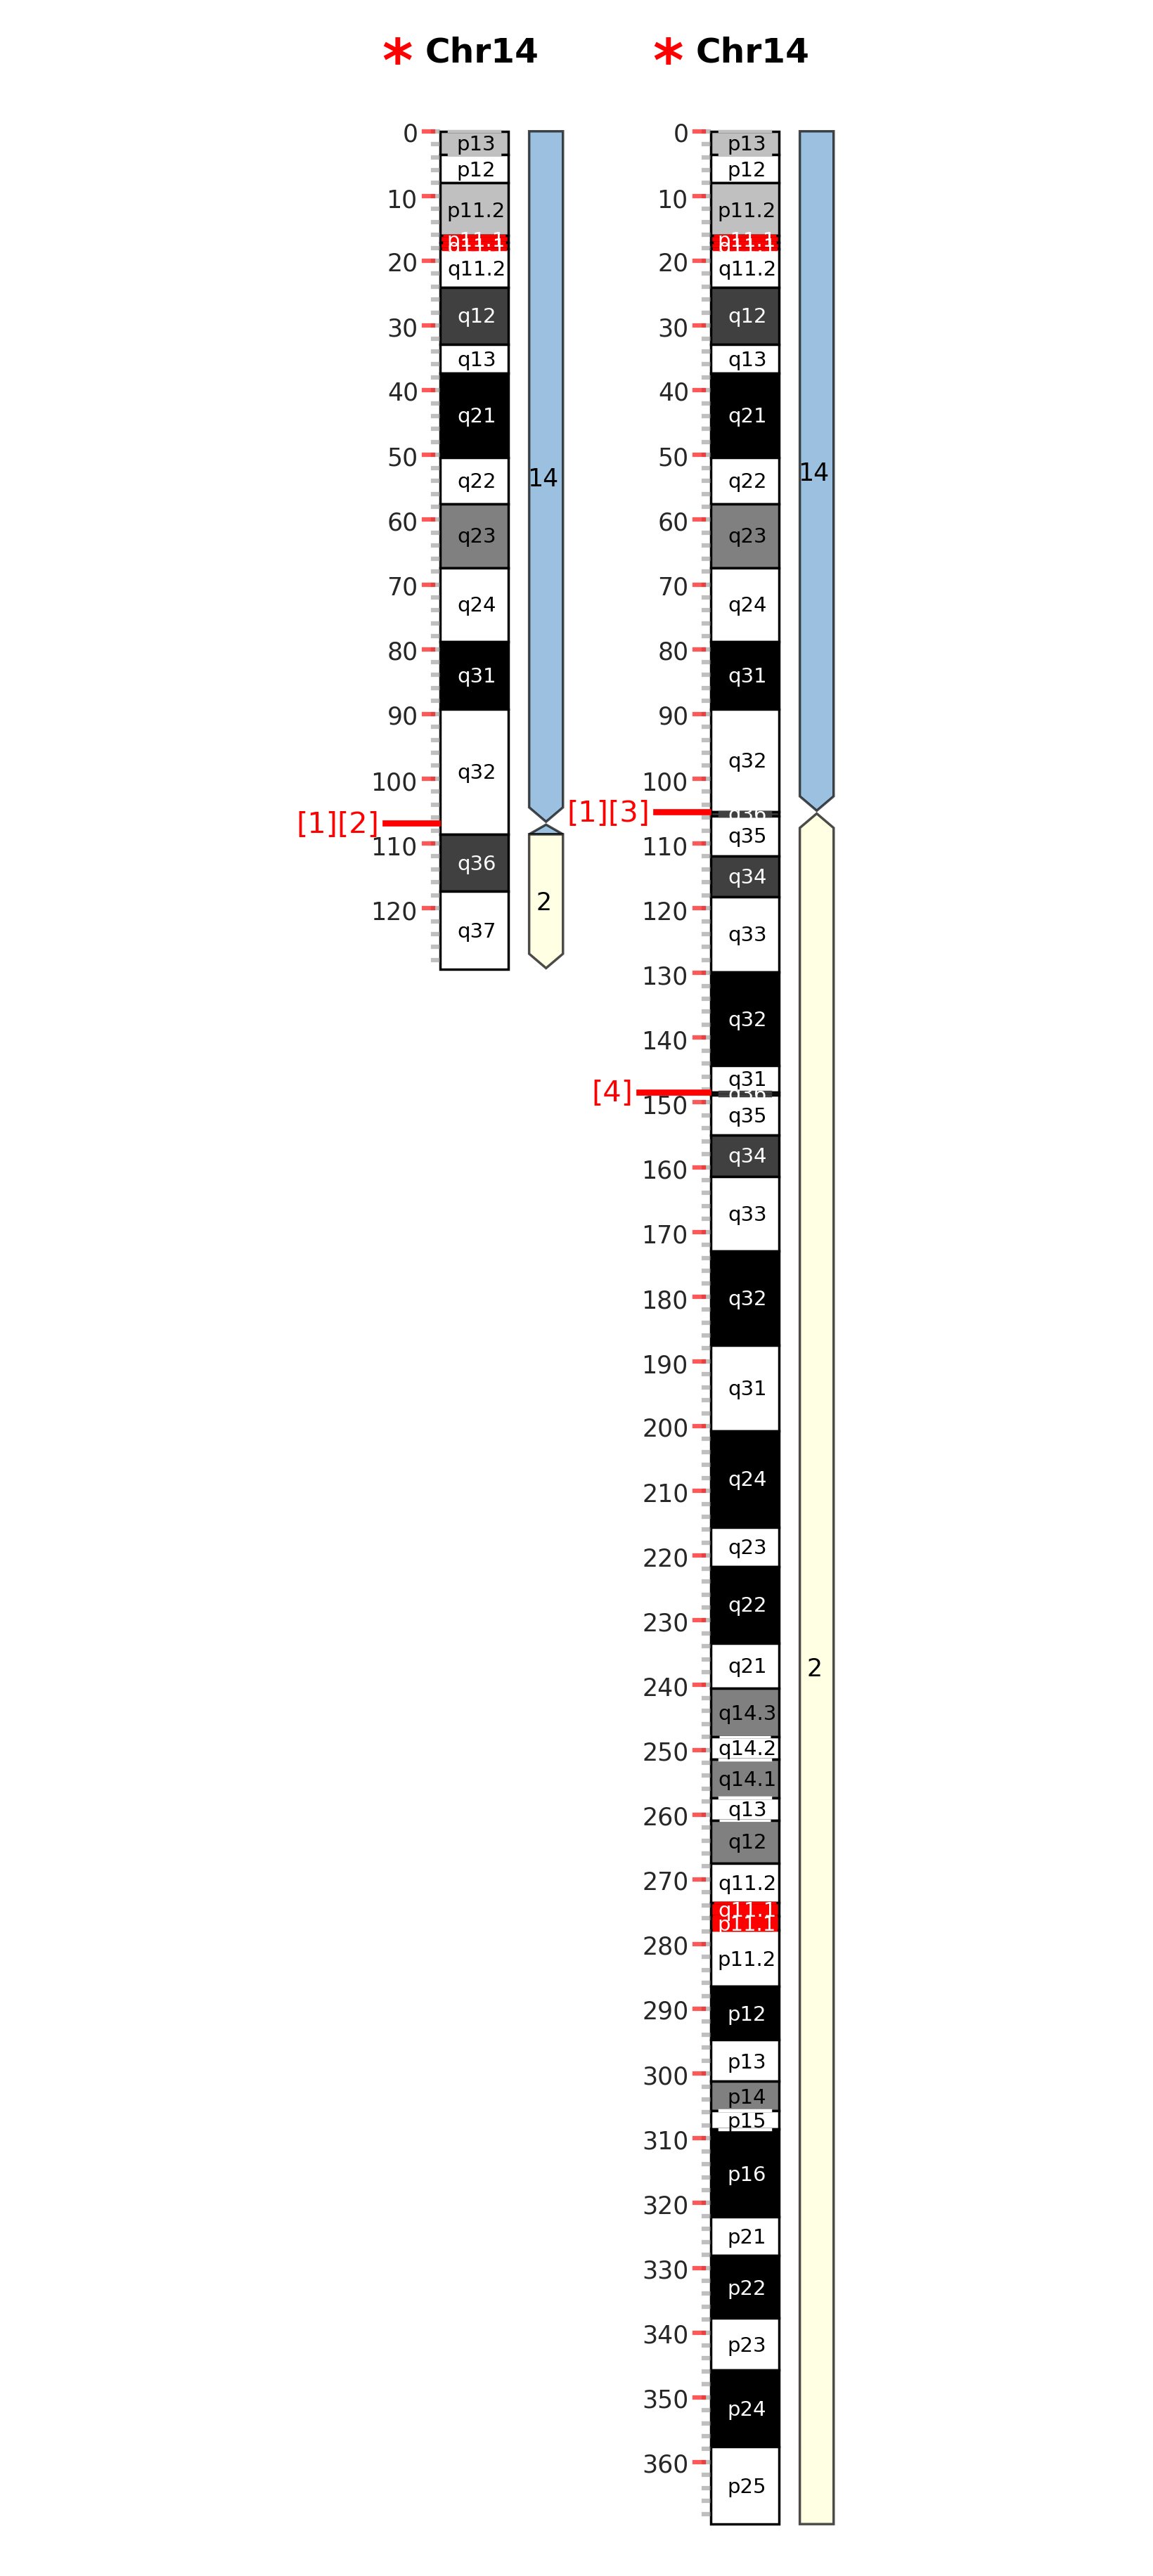 * Chr14
0
10
20
30
40
50
60
70
80
90
100
110
120
p13
p12
p11.2
p11.1
q11.1
q11.2
q12
q13
q21
q22
q23
q24
q31
q32
q36
q37
14
2
[1][2]
* Chr14
0
10
20
30
40
50
60
70
80
90
100
110
120
130
140
150
160
170
180
190
200
210
220
230
240
250
260
270
280
290
300
310
320
330
340
350
360
p13
p12
p11.2
p11.1
q11.1
q11.2
q12
q13
q21
q22
q23
q24
q31
q32
q36
q35
q34
q33
q32
q31
q36
q35
q34
q33
q32
q31
q24
q23
q22
q21
q14.3
q14.2
q14.1
q13
q12
q11.2
q11.1
p11.1
p11.2
p12
p13
p14
p15
p16
p21
p22
p23
p24
p25
14
2
[1][3]
[4]